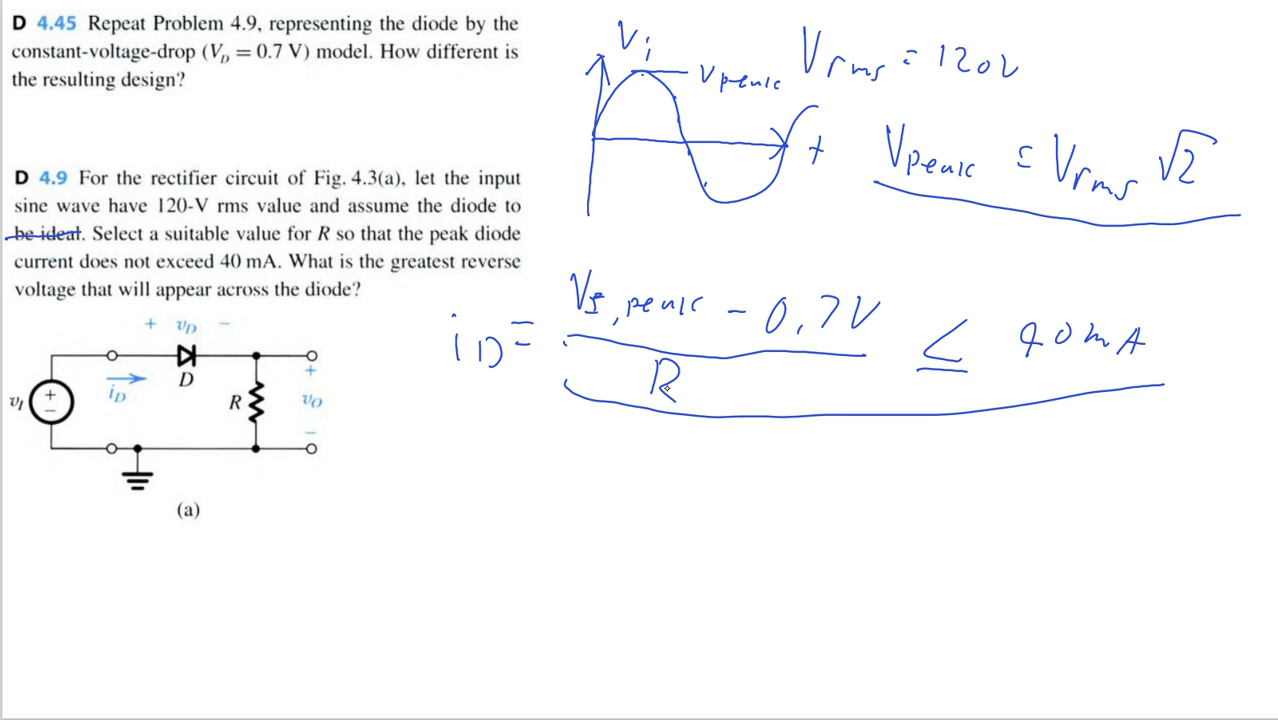 D 4.45 Repeat Problem 4.9, representing the diode by the
constant-voltage-drop (V_D = 0.7 V) model. How different is
the resulting design?
D 4.9 For the rectifier circuit of Fig. 4.3(a), let the input
sine wave have 120-V rms value and assume the diode to
be ideal. Select a suitable value for R so that the peak diode
current does not exceed 40 mA. What is the greatest reverse
voltage that will appear across the diode?
+ v_D −
D
i_D
v_I
+
−
R
+
v_O
−
(a)
V_i
V_peak
t
V_rms = 120V
V_peak = V_rms √2
i_D = (V_I,peak − 0.7V) / R ≤ 40mA